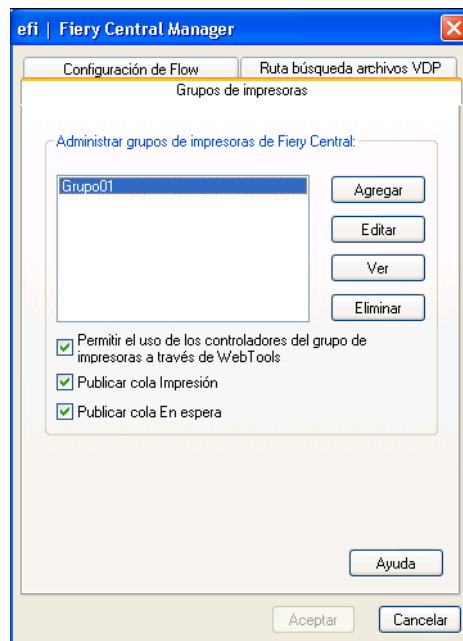 efi | Fiery Central Manager
Configuración de Flow
Ruta búsqueda archivos VDP
Grupos de impresoras
Administrar grupos de impresoras de Fiery Central:
Grupo01
Agregar
Editar
Ver
Eliminar
Permitir el uso de los controladores del grupo de
impresoras a través de WebTools
Publicar cola Impresión
Publicar cola En espera
Ayuda
Aceptar
Cancelar